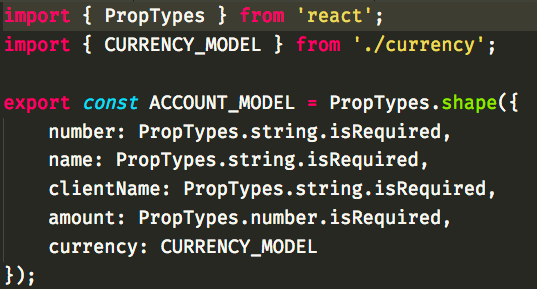 import { PropTypes } from 'react';
import { CURRENCY_MODEL } from './currency';
export const ACCOUNT_MODEL = PropTypes.shape({
number: PropTypes.string.isRequired,
name: PropTypes.string.isRequired,
clientName: PropTypes.string.isRequired,
amount: PropTypes.number.isRequired,
currency: CURRENCY_MODEL
});